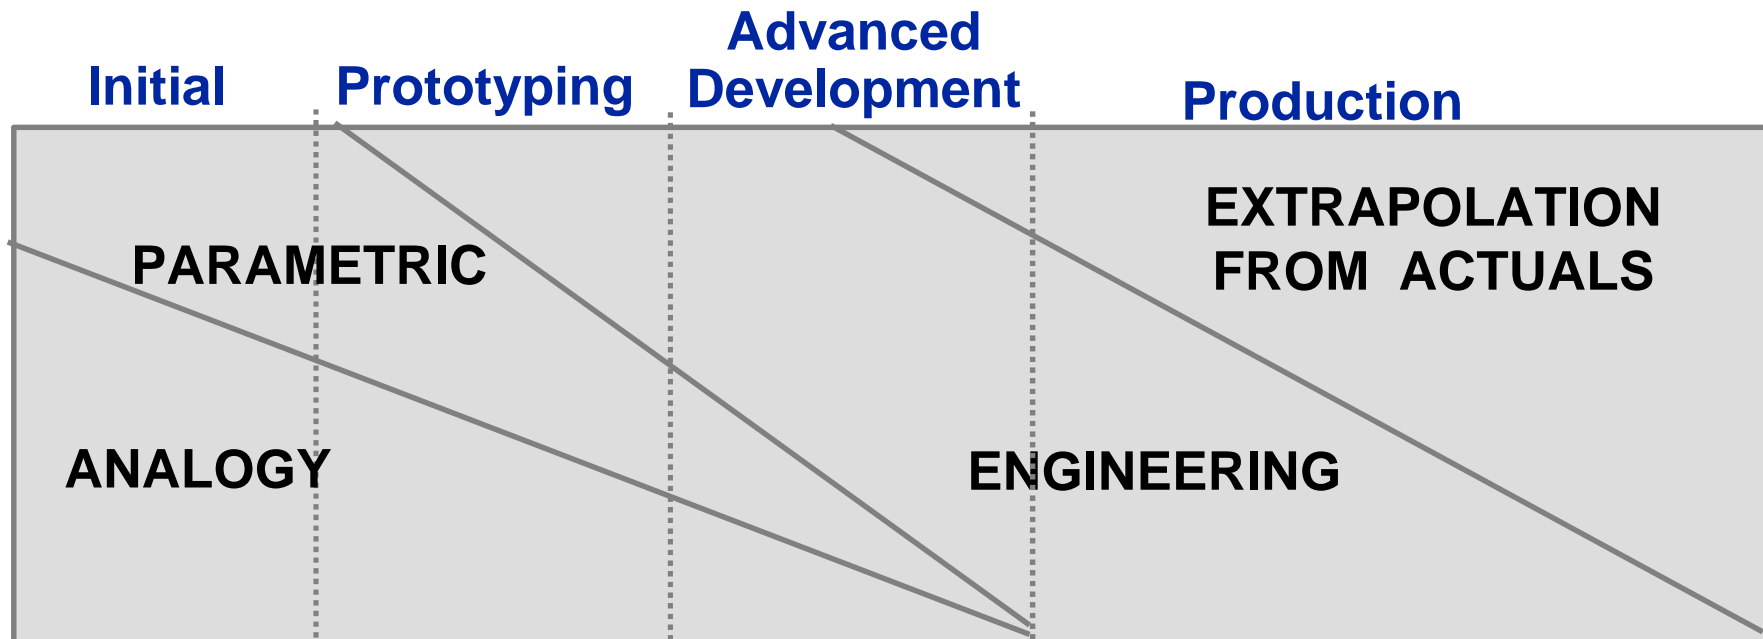 Initial
Prototyping
Advanced
Development
Production
PARAMETRIC
EXTRAPOLATION
FROM ACTUALS
ANALOGY
ENGINEERING